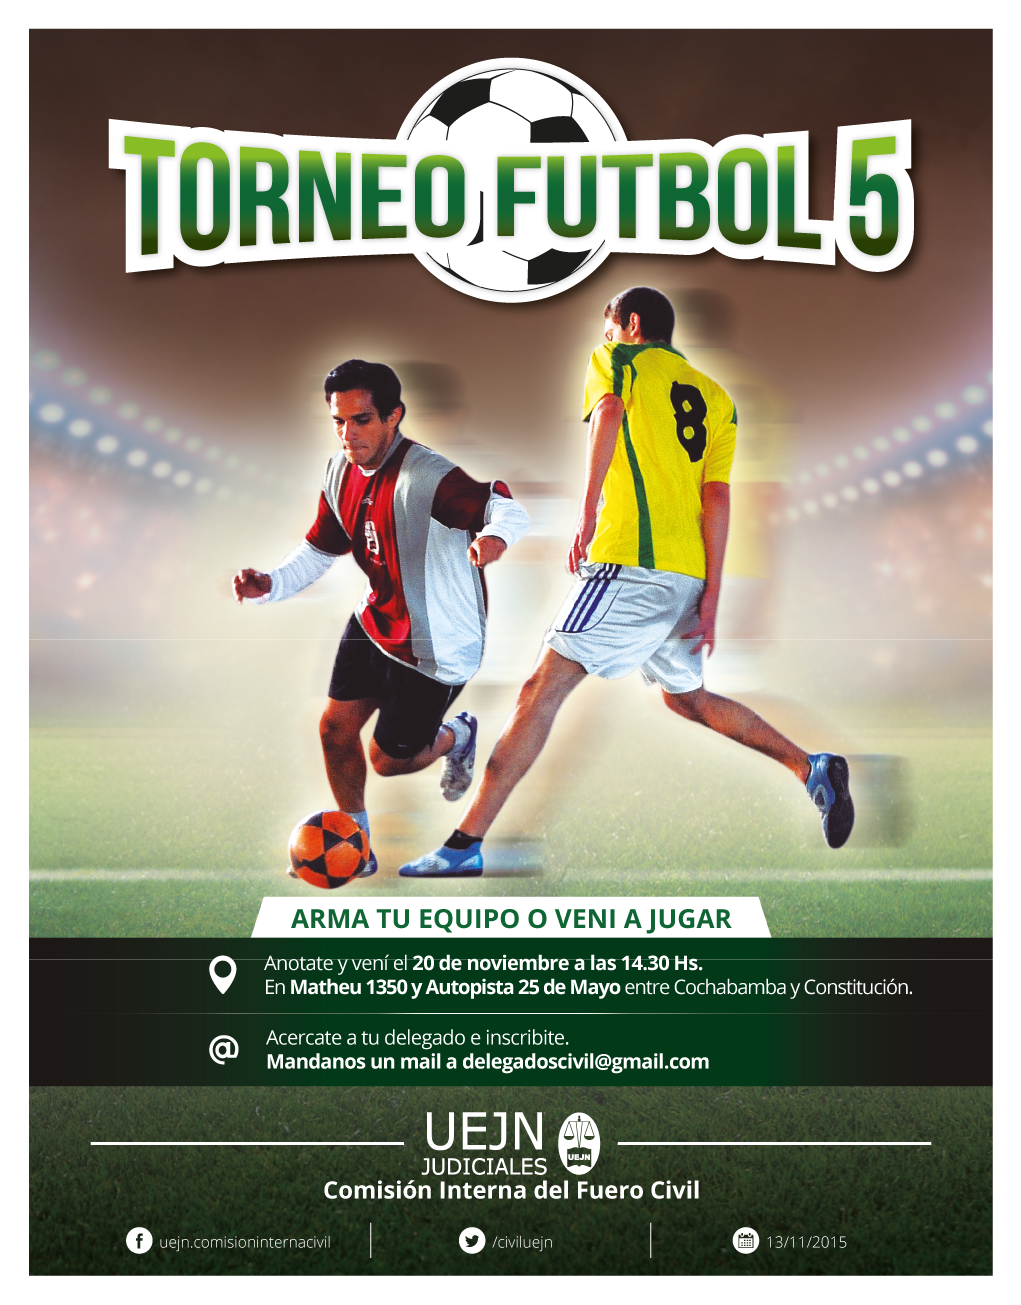 TORNEO FUTBOL 5
8
9
ARMA TU EQUIPO O VENI A JUGAR
Anotate y vení el 20 de noviembre a las 14.30 Hs.
En Matheu 1350 y Autopista 25 de Mayo entre Cochabamba y Constitución.
@
Acercate a tu delegado e inscribite.
Mandanos un mail a delegadoscivil@gmail.com
UEJN
JUDICIALES
UEJN
Comisión Interna del Fuero Civil
uejn.comisioninternacivil
/civiluejn
13/11/2015